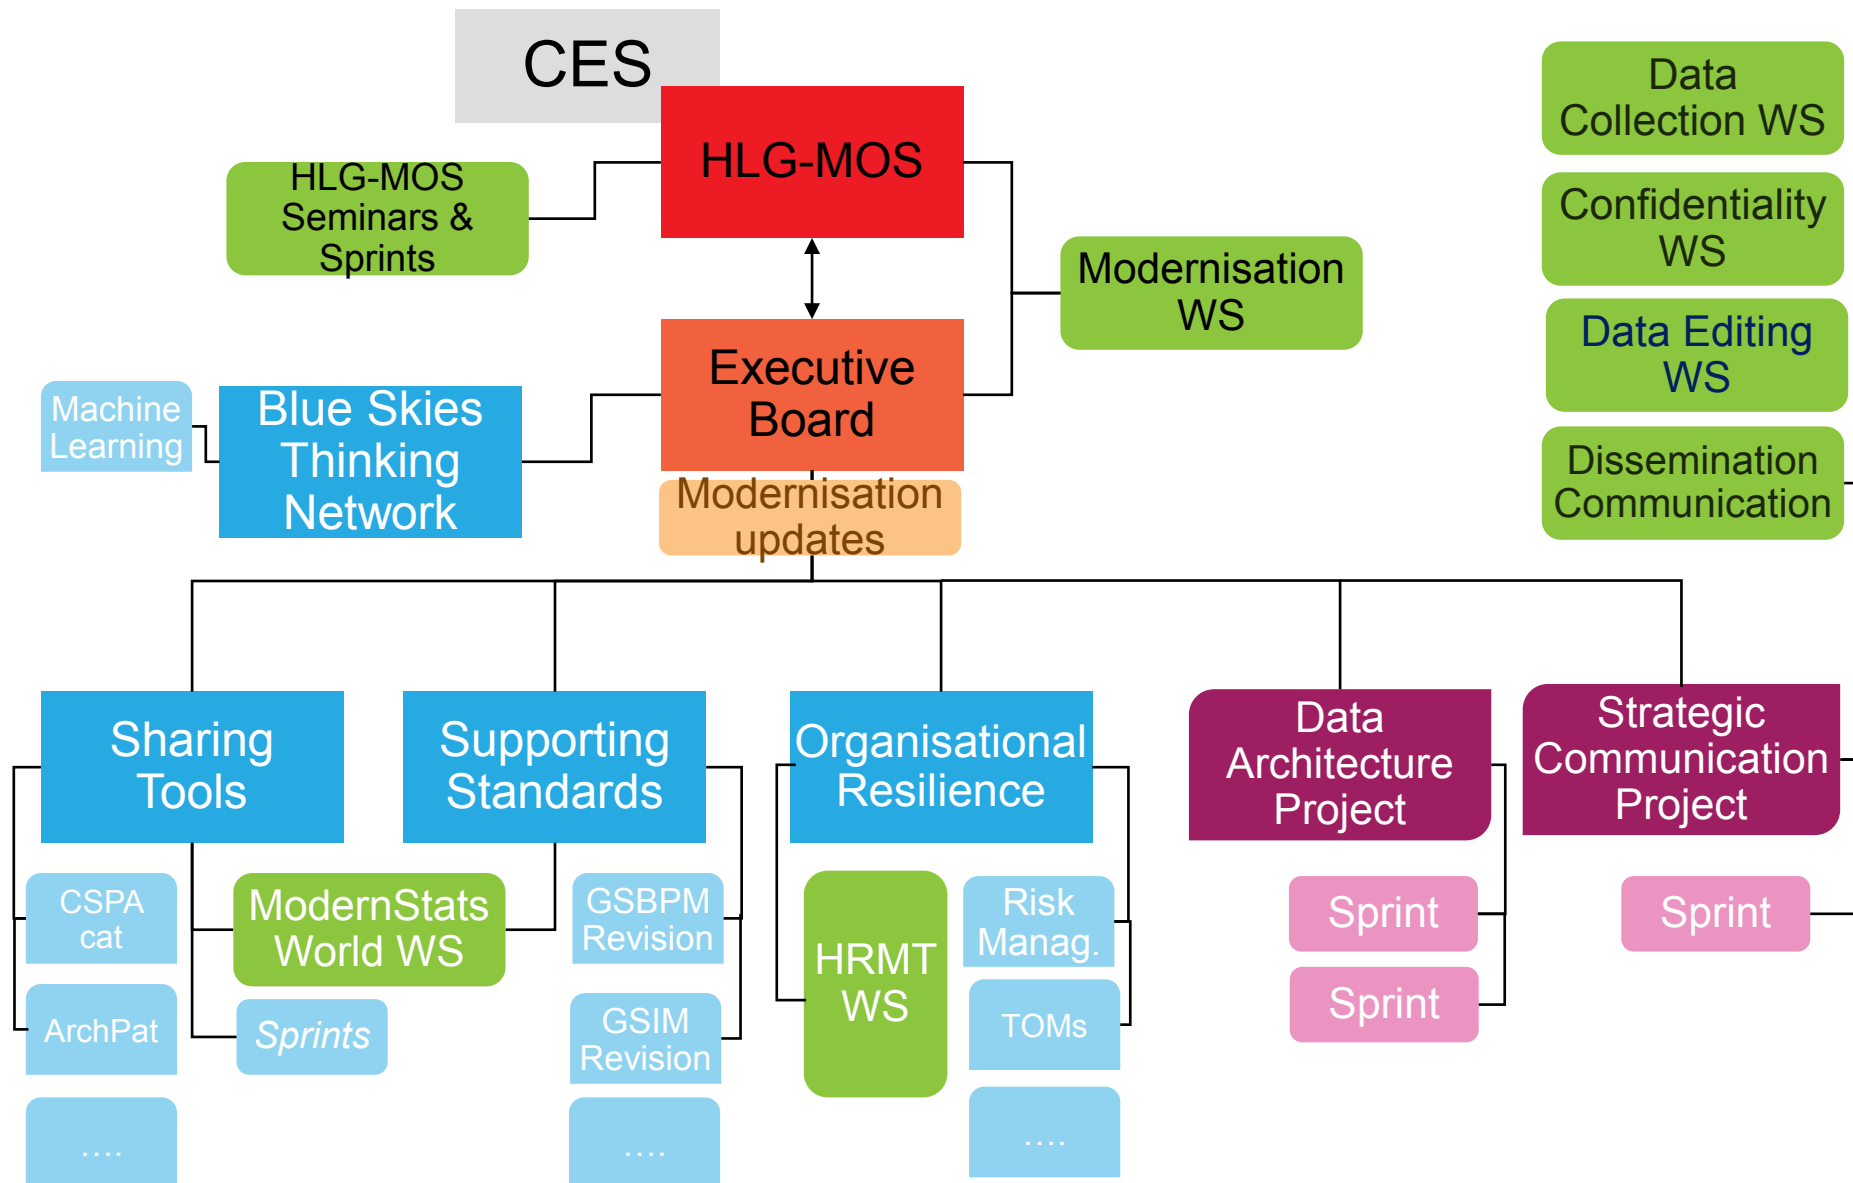 CES
HLG-MOS
HLG-MOS
Seminars &
Sprints
Modernisation
WS
Executive
Board
Machine
Learning
Blue Skies
Thinking
Network
Modernisation
updates
Data
Collection WS
Confidentiality
WS
Data Editing
WS
Dissemination
Communication
Sharing
Tools
Supporting
Standards
Organisational
Resilience
Data
Architecture
Project
Strategic
Communication
Project
CSPA
cat
ArchPat
....
ModernStats
World WS
Sprints
GSBPM
Revision
GSIM
Revision
....
HRMT
WS
Risk
Manag.
TOMs
....
Sprint
Sprint
Sprint